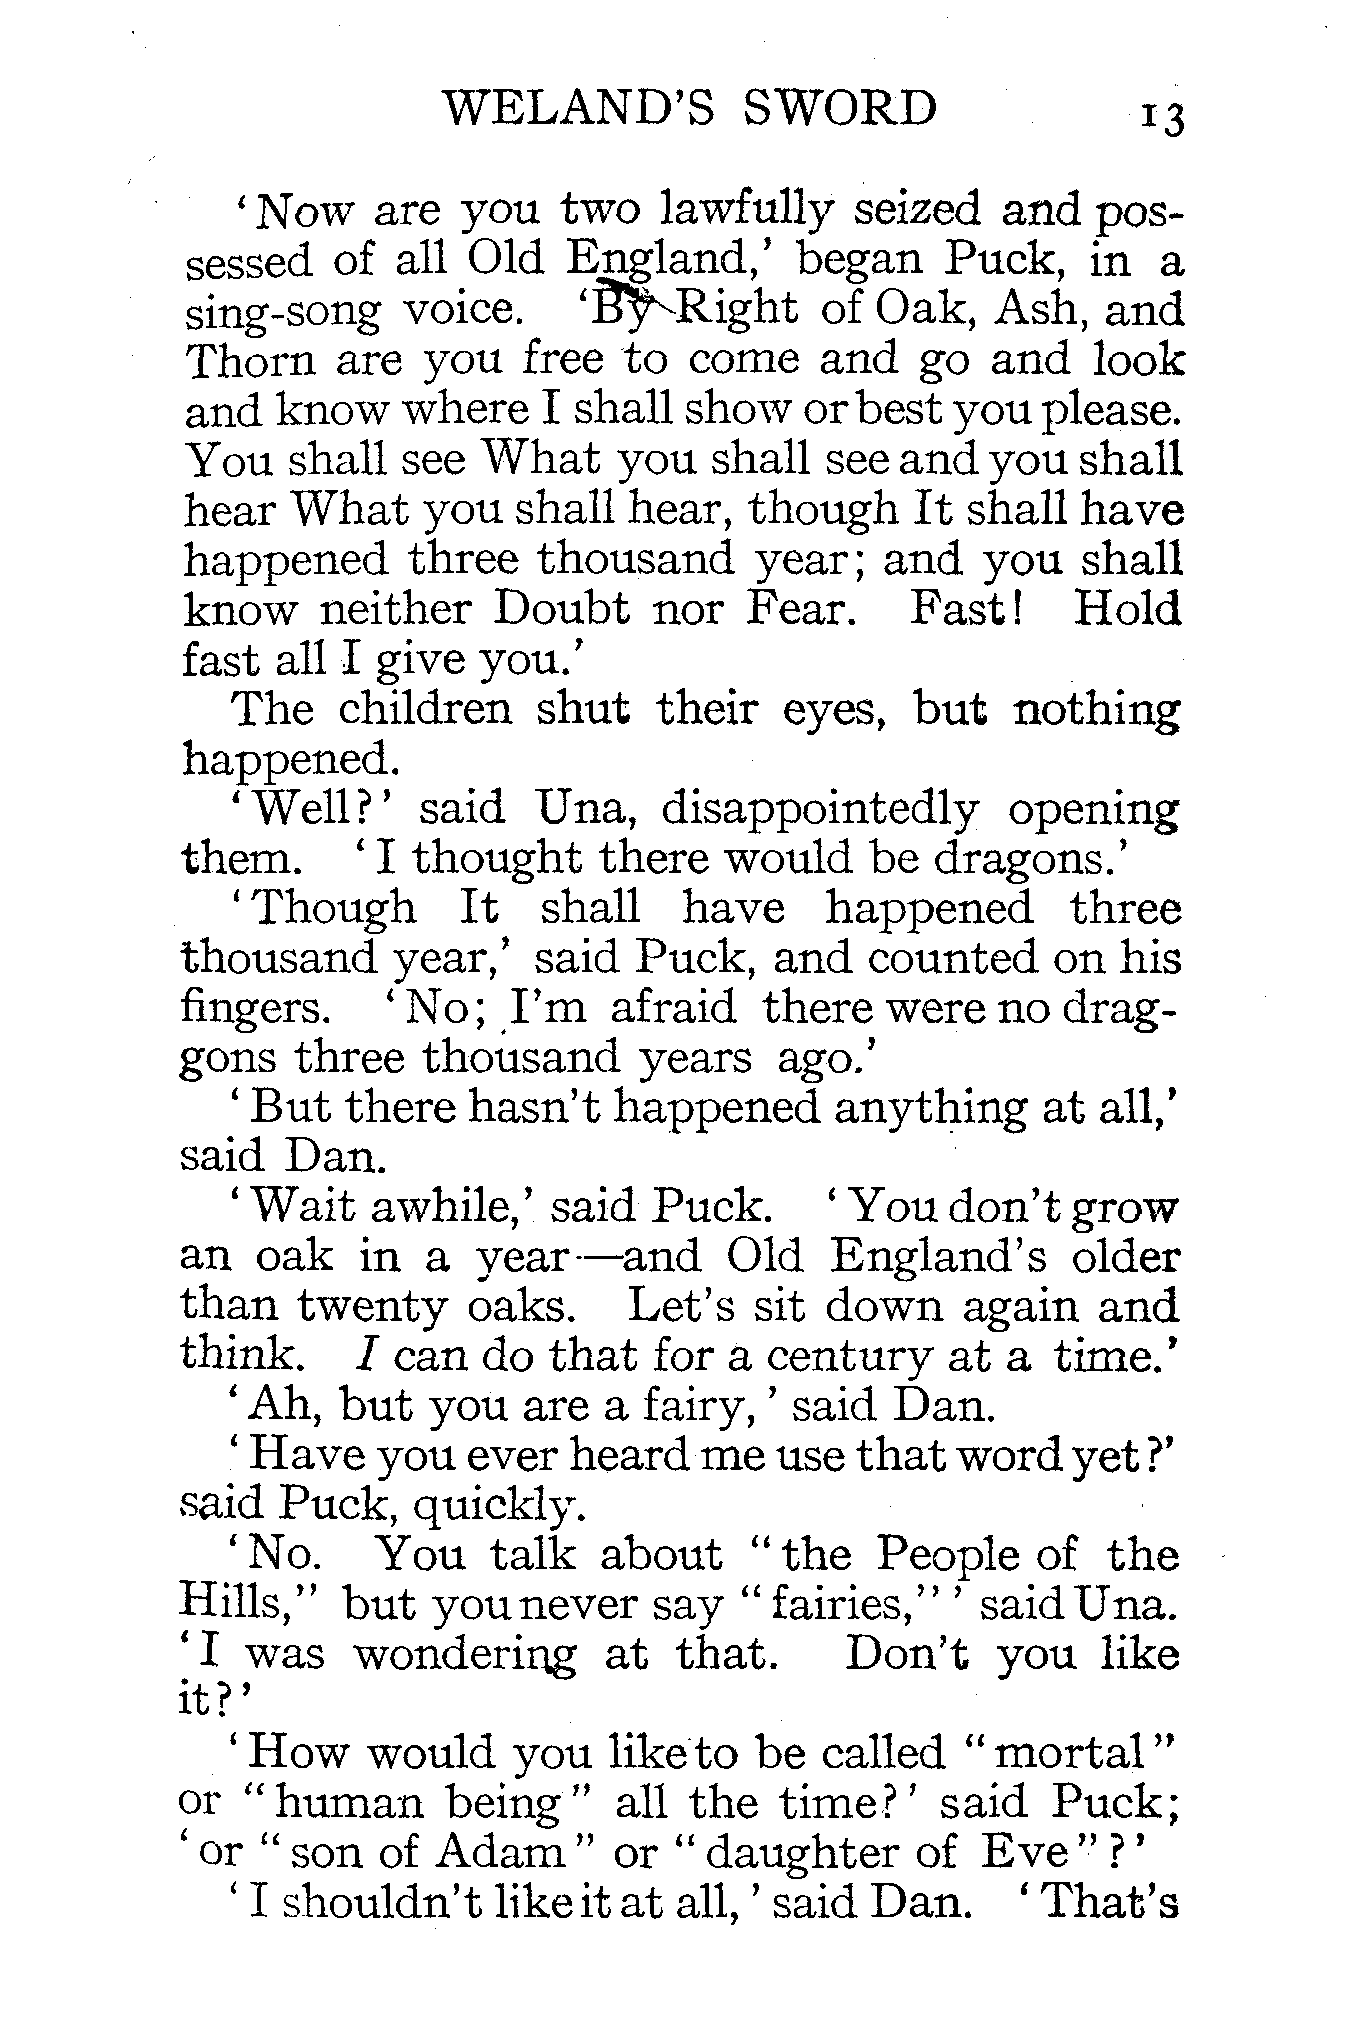 WELAND'S SWORD 13
‘Now are you two lawfully seized and pos-
sessed of all Old England,’ began Puck, in a
sing-song voice. ‘By Right of Oak, Ash, and
Thorn are you free to come and go and look
and know where I shall show or best you please.
You shall see What you shall see and you shall
hear What you shall hear, though It shall have
happened three thousand year; and you shall
know neither Doubt nor Fear. Fast! Hold
fast all I give you.’
The children shut their eyes, but nothing
happened.
‘Well?’ said Una, disappointedly opening
them. ‘I thought there would be dragons.’
‘Though It shall have happened three
thousand year,’ said Puck, and counted on his
fingers. ‘No; I'm afraid there were no drag-
gons three thousand years ago.’
‘But there hasn't happened anything at all,’
said Dan.
‘Wait awhile,’ said Puck. ‘You don't grow
an oak in a year—and Old England's older
than twenty oaks. Let's sit down again and
think. I can do that for a century at a time.’
‘Ah, but you are a fairy,’ said Dan.
‘Have you ever heard me use that word yet?’
said Puck, quickly.
‘No. You talk about “the People of the
Hills,” but you never say “fairies,”’ said Una.
‘I was wondering at that. Don't you like
it?’
‘How would you like to be called “mortal”
or “human being” all the time?’ said Puck;
‘or “son of Adam” or “daughter of Eve”?’
‘I shouldn't like it at all,’ said Dan. ‘That's